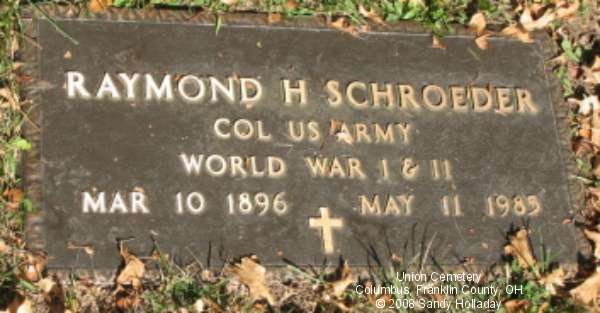 RAYMOND H SCHROEDER
COL US ARMY
WORLD WAR I & II
MAR 10 1896 MAY 11 1985
Union Cemetery
Columbus, Franklin County, OH
© 2008 Sandy Holladay